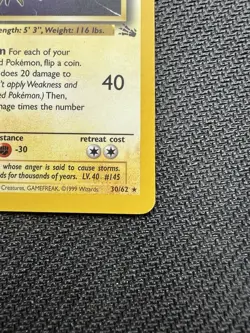 ength: 5' 3", Weight: 116 lbs.
on For each of your
d Pokémon, flip a coin.
does 20 damage to
't apply Weakness and
ed Pokémon.) Then, 40
mage times the number
stance retreat cost
-30
whose anger is said to cause storms.
ds for thousands of years. LV. 40 #145
Creatures, GAMEFREAK. ©1999 Wizards. 30/62 ★